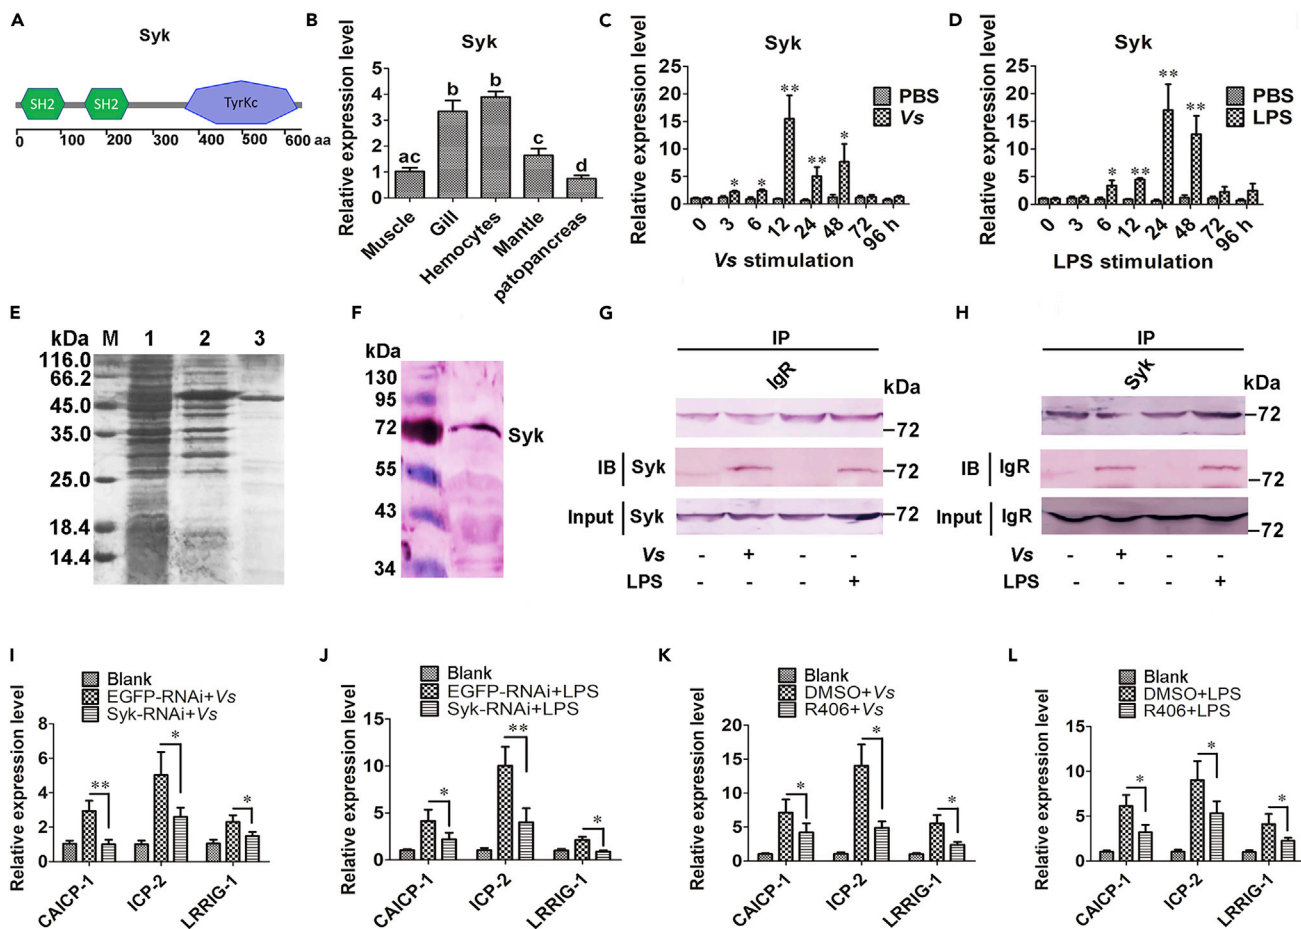 A
Syk
SH2 SH2 TyrKc
0 100 200 300 400 500 600 aa
B
Syk
Relative expression level
5
4
3
2
1
0
ac b b c d
Muscle Gill Hemocytes Mantle patopancreas
C
Syk
Relative expression level
25
20
15
10
5
0
PBS
Vs
* * ** ** *
0 3 6 12 24 48 72 96 h
Vs stimulation
D
Syk
Relative expression level
25
20
15
10
5
0
PBS
LPS
* ** ** **
0 3 6 12 24 48 72 96 h
LPS stimulation
E
kDa M 1 2 3
116.0
66.2
45.0
35.0
25.0
18.4
14.4
F
kDa
130
95
72
55
43
34
Syk
G
IP
IgR
kDa
72
IB Syk 72
Input Syk 72
Vs - + - -
LPS - - - +
H
IP
Syk
kDa
72
IB IgR 72
Input IgR 72
Vs - + - -
LPS - - - +
I
Blank
EGFP-RNAi+Vs
Syk-RNAi+Vs
Relative expression level
8
6
4
2
0
** * *
CAICP-1 ICP-2 LRRIG-1
J
Blank
EGFP-RNAi+LPS
Syk-RNAi+LPS
Relative expression level
15
10
5
0
* ** *
CAICP-1 ICP-2 LRRIG-1
K
Blank
DMSO+Vs
R406+Vs
Relative expression level
20
15
10
5
0
* * *
CAICP-1 ICP-2 LRRIG-1
L
Blank
DMSO+LPS
R406+LPS
Relative expression level
15
10
5
0
* * *
CAICP-1 ICP-2 LRRIG-1